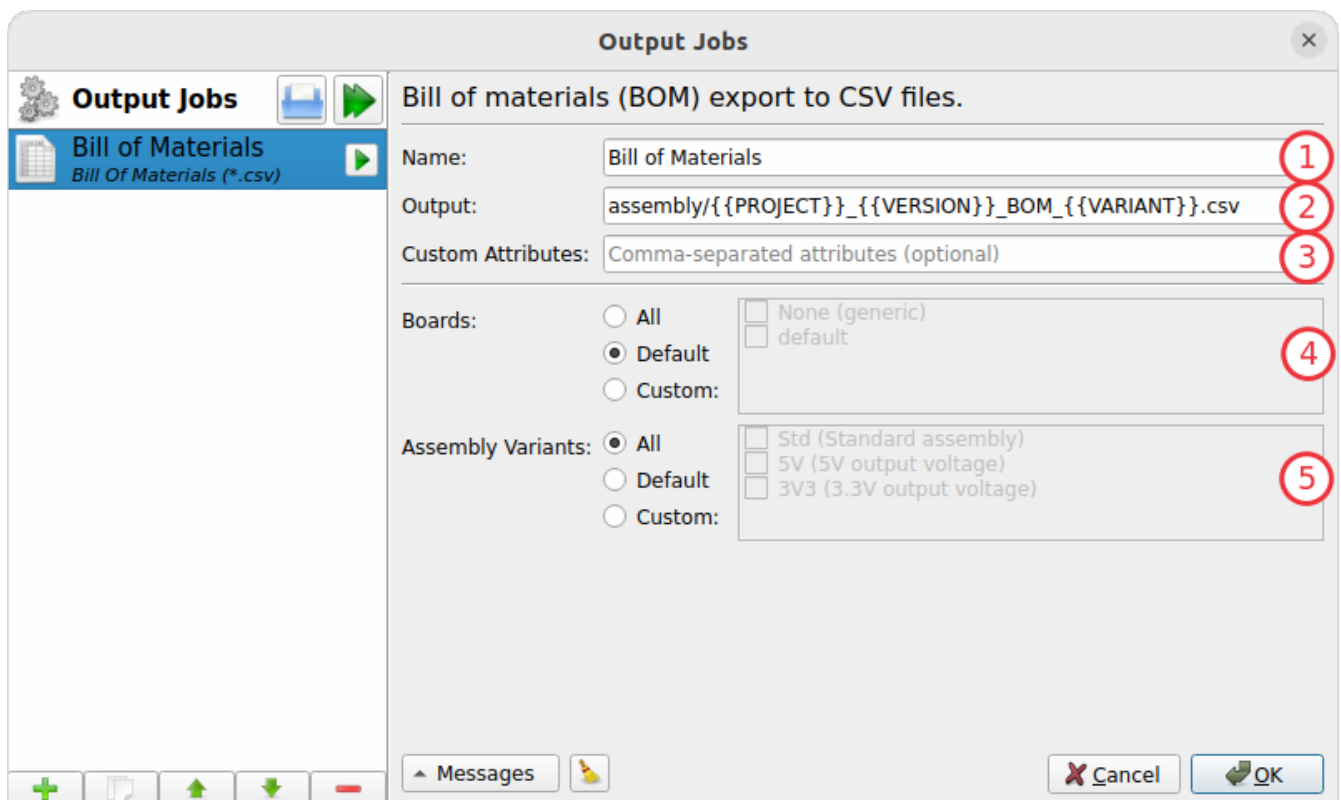 Output Jobs
Output Jobs
Bill of Materials
Bill Of Materials (*.csv)
Bill of materials (BOM) export to CSV files.
Name: Bill of Materials 1
Output: assembly/{{PROJECT}}_{{VERSION}}_BOM_{{VARIANT}}.csv 2
Custom Attributes: Comma-separated attributes (optional) 3
Boards: All None (generic)
default
Default 4
Custom:
Assembly Variants: All Std (Standard assembly)
5V (5V output voltage)
Default 3V3 (3.3V output voltage) 5
Custom:
Messages Cancel OK